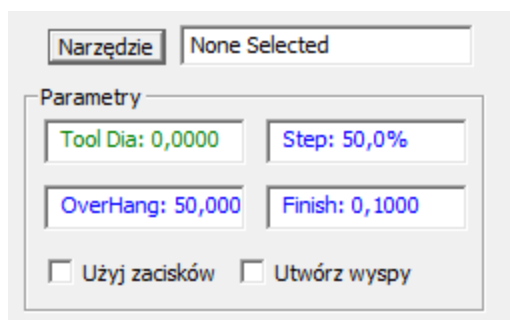 Narzędzie None Selected
Parametry
Tool Dia: 0,0000 Step: 50,0%
OverHang: 50,000 Finish: 0,1000
Użyj zacisków Utwórz wyspy